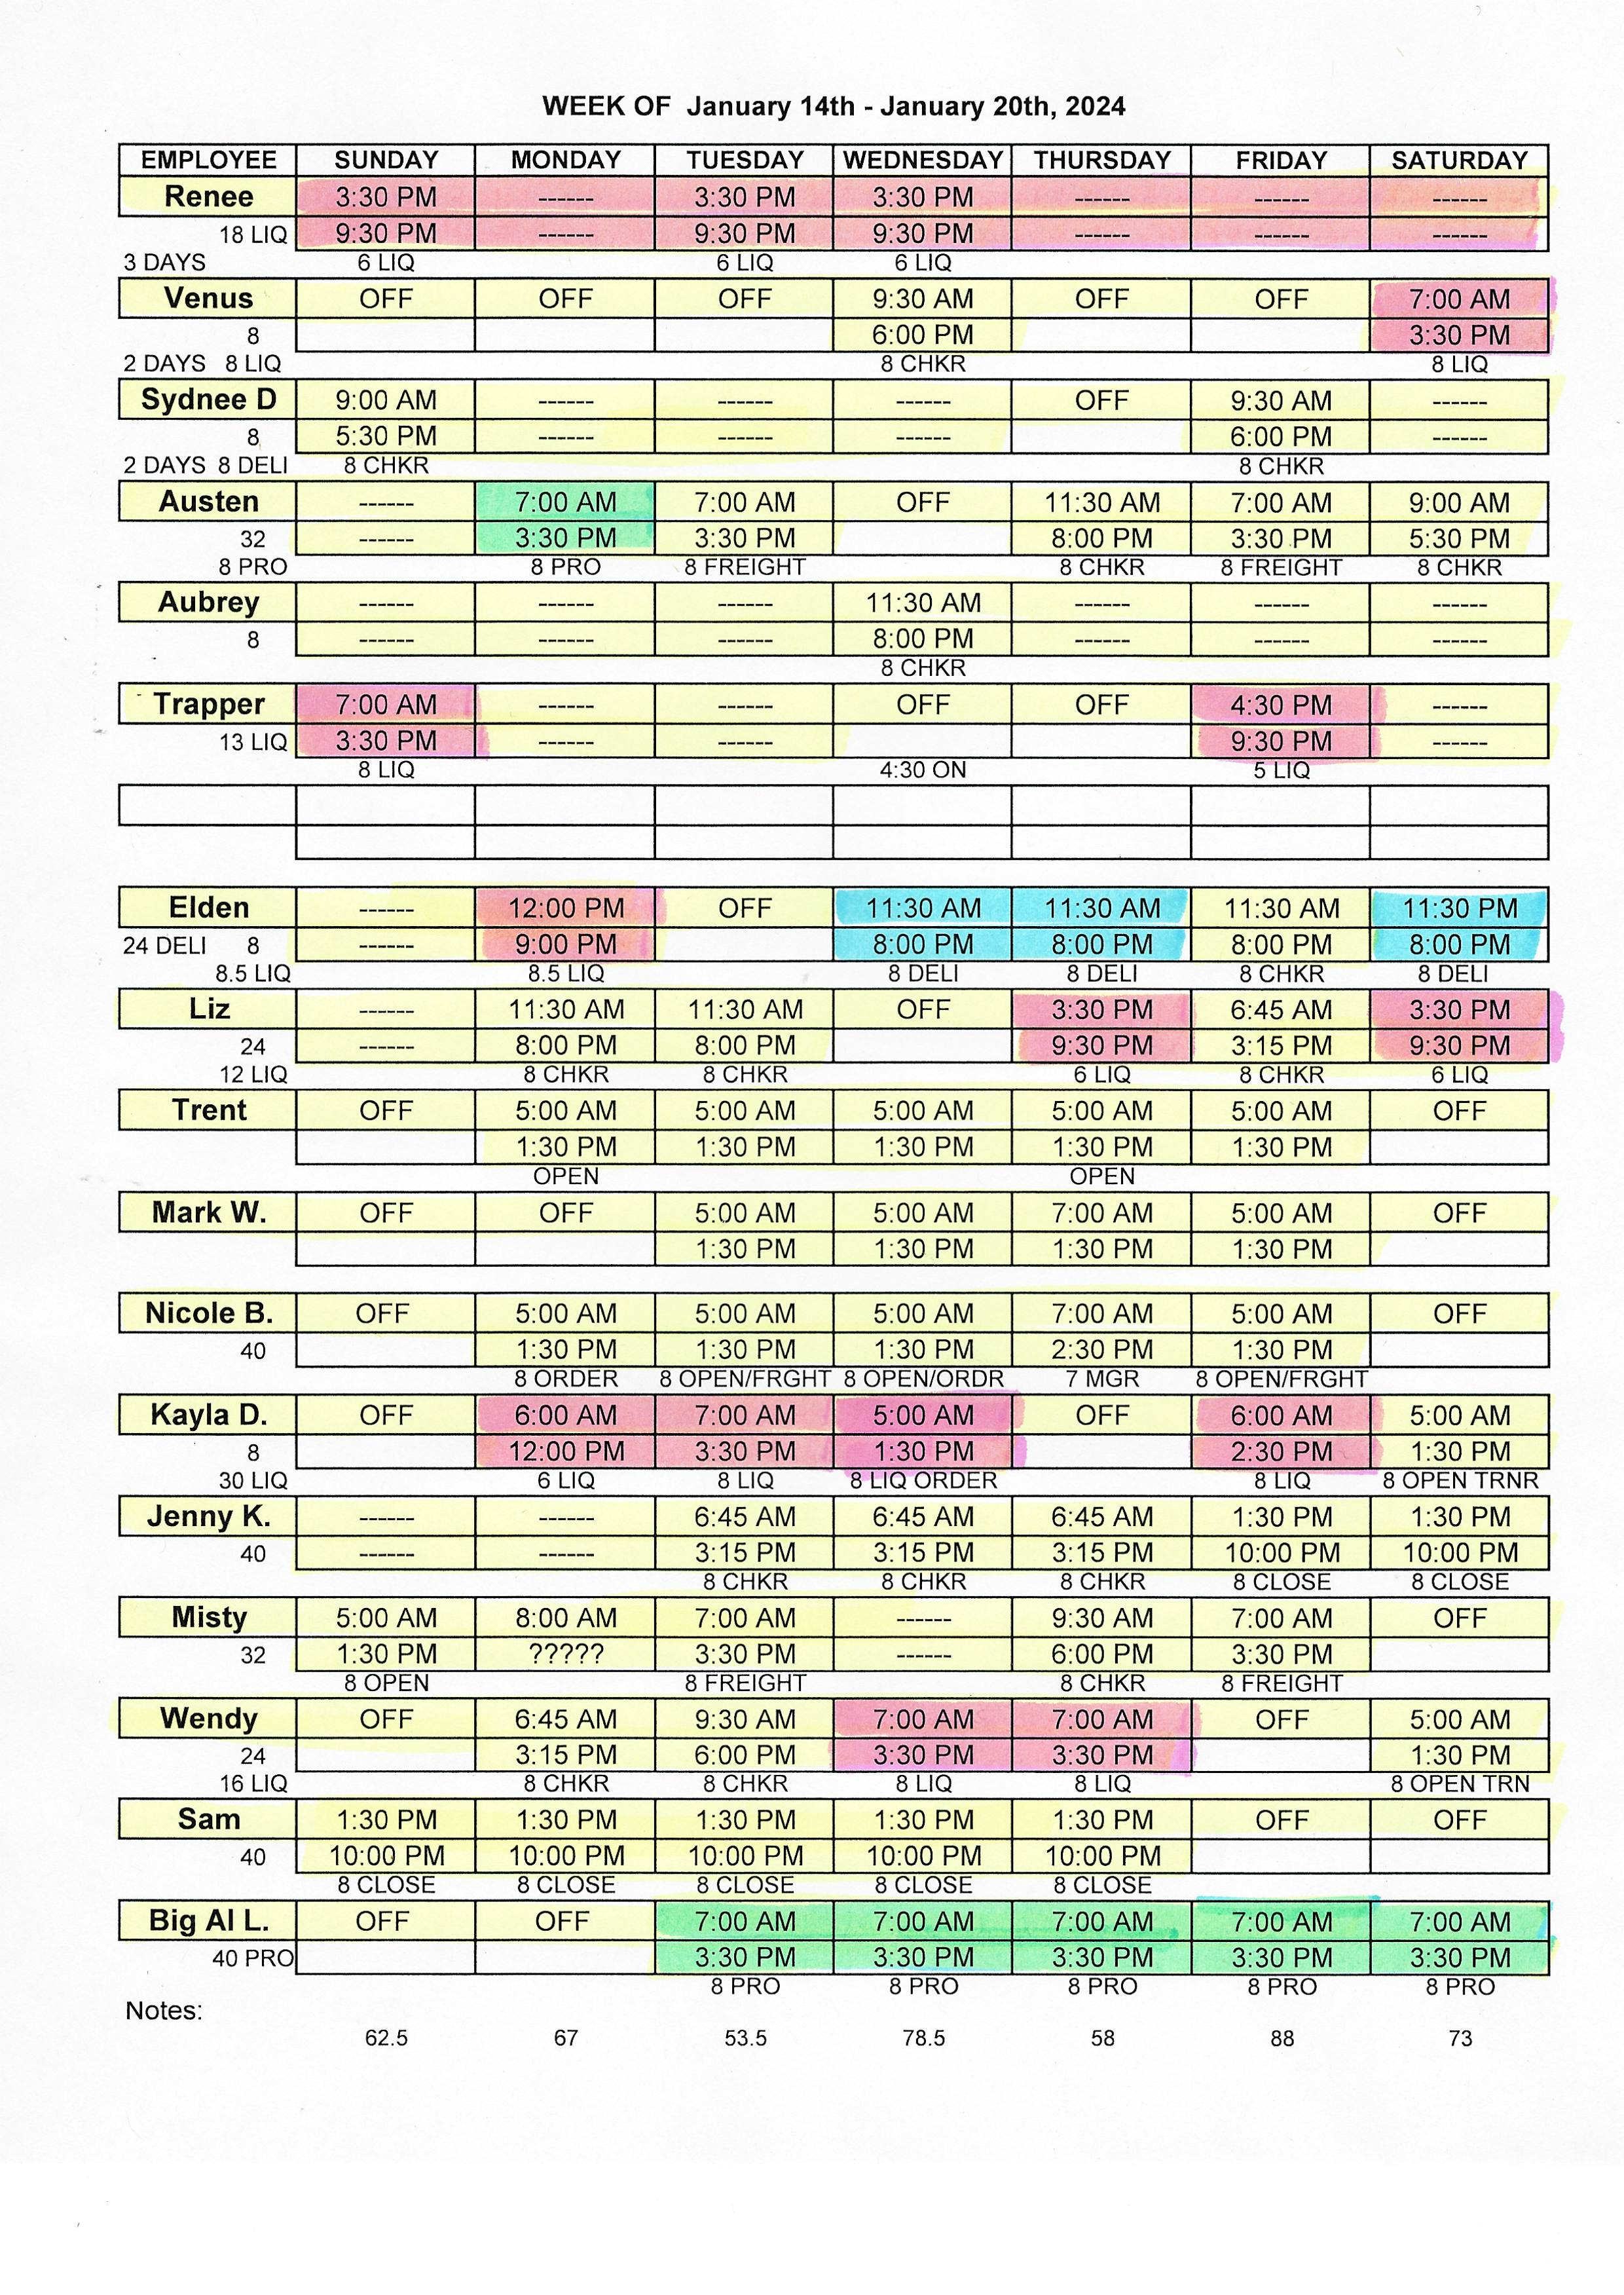 WEEK OF January 14th - January 20th, 2024
EMPLOYEE SUNDAY MONDAY TUESDAY WEDNESDAY THURSDAY FRIDAY SATURDAY
Renee 3:30 PM ------ 3:30 PM 3:30 PM ------ ------ ------
18 LIQ 9:30 PM ------ 9:30 PM 9:30 PM ------ ------ ------
3 DAYS 6 LIQ 6 LIQ 6 LIQ
Venus OFF OFF OFF 9:30 AM OFF OFF 7:00 AM
8 6:00 PM 3:30 PM
2 DAYS 8 LIQ 8 CHKR 8 LIQ
Sydnee D 9:00 AM ------ ------ ------ OFF 9:30 AM ------
8 5:30 PM ------ ------ ------ 6:00 PM ------
2 DAYS 8 DELI 8 CHKR 8 CHKR
Austen ------ 7:00 AM 7:00 AM OFF 11:30 AM 7:00 AM 9:00 AM
32 ------ 3:30 PM 3:30 PM 8:00 PM 3:30 PM 5:30 PM
8 PRO 8 PRO 8 FREIGHT 8 CHKR 8 FREIGHT 8 CHKR
Aubrey ------ ------ ------ 11:30 AM ------ ------ ------
8 ------ ------ ------ 8:00 PM ------ ------ ------
8 CHKR
Trapper 7:00 AM ------ ------ OFF OFF 4:30 PM ------
13 LIQ 3:30 PM ------ ------ 9:30 PM ------
8 LIQ 4:30 ON 5 LIQ
Elden ------ 12:00 PM OFF 11:30 AM 11:30 AM 11:30 AM 11:30 PM
24 DELI 8 ------ 9:00 PM 8:00 PM 8:00 PM 8:00 PM 8:00 PM
8.5 LIQ 8.5 LIQ 8 DELI 8 DELI 8 CHKR 8 DELI
Liz ------ 11:30 AM 11:30 AM OFF 3:30 PM 6:45 AM 3:30 PM
24 ------ 8:00 PM 8:00 PM 9:30 PM 3:15 PM 9:30 PM
12 LIQ 8 CHKR 8 CHKR 6 LIQ 8 CHKR 6 LIQ
Trent OFF 5:00 AM 5:00 AM 5:00 AM 5:00 AM 5:00 AM OFF
1:30 PM 1:30 PM 1:30 PM 1:30 PM 1:30 PM
OPEN OPEN
Mark W. OFF OFF 5:00 AM 5:00 AM 7:00 AM 5:00 AM OFF
1:30 PM 1:30 PM 1:30 PM 1:30 PM
Nicole B. OFF 5:00 AM 5:00 AM 5:00 AM 7:00 AM 5:00 AM OFF
40 1:30 PM 1:30 PM 1:30 PM 2:30 PM 1:30 PM
8 ORDER 8 OPEN/FRGHT 8 OPEN/ORDR 7 MGR 8 OPEN/FRGHT
Kayla D. OFF 6:00 AM 7:00 AM 5:00 AM OFF 6:00 AM 5:00 AM
8 12:00 PM 3:30 PM 1:30 PM 2:30 PM 1:30 PM
30 LIQ 6 LIQ 8 LIQ 8 LIQ ORDER 8 LIQ 8 OPEN TRNR
Jenny K. ------ ------ 6:45 AM 6:45 AM 6:45 AM 1:30 PM 1:30 PM
40 ------ ------ 3:15 PM 3:15 PM 3:15 PM 10:00 PM 10:00 PM
8 CHKR 8 CHKR 8 CHKR 8 CLOSE 8 CLOSE
Misty 5:00 AM 8:00 AM 7:00 AM ------ 9:30 AM 7:00 AM OFF
32 1:30 PM ????? 3:30 PM ------ 6:00 PM 3:30 PM
8 OPEN 8 FREIGHT 8 CHKR 8 FREIGHT
Wendy OFF 6:45 AM 9:30 AM 7:00 AM 7:00 AM OFF 5:00 AM
24 3:15 PM 6:00 PM 3:30 PM 3:30 PM 1:30 PM
16 LIQ 8 CHKR 8 CHKR 8 LIQ 8 LIQ 8 OPEN TRN
Sam 1:30 PM 1:30 PM 1:30 PM 1:30 PM 1:30 PM OFF OFF
40 10:00 PM 10:00 PM 10:00 PM 10:00 PM 10:00 PM
8 CLOSE 8 CLOSE 8 CLOSE 8 CLOSE 8 CLOSE
Big Al L. OFF OFF 7:00 AM 7:00 AM 7:00 AM 7:00 AM 7:00 AM
40 PRO 3:30 PM 3:30 PM 3:30 PM 3:30 PM 3:30 PM
8 PRO 8 PRO 8 PRO 8 PRO 8 PRO
Notes:
62.5 67 53.5 78.5 58 88 73